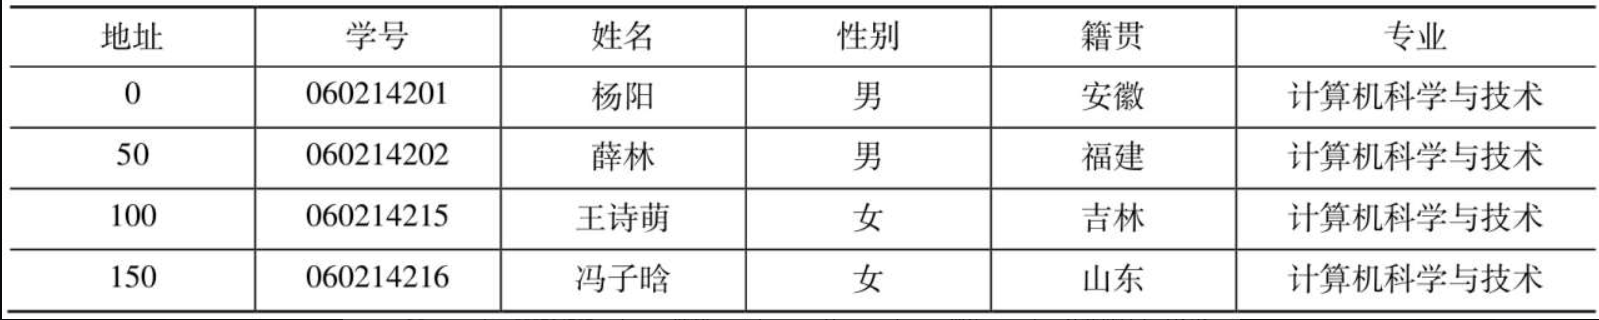 地址 学号 姓名 性别 籍贯 专业
0 060214201 杨阳 男 安徽 计算机科学与技术
50 060214202 薛林 男 福建 计算机科学与技术
100 060214215 王诗萌 女 吉林 计算机科学与技术
150 060214216 冯子晗 女 山东 计算机科学与技术